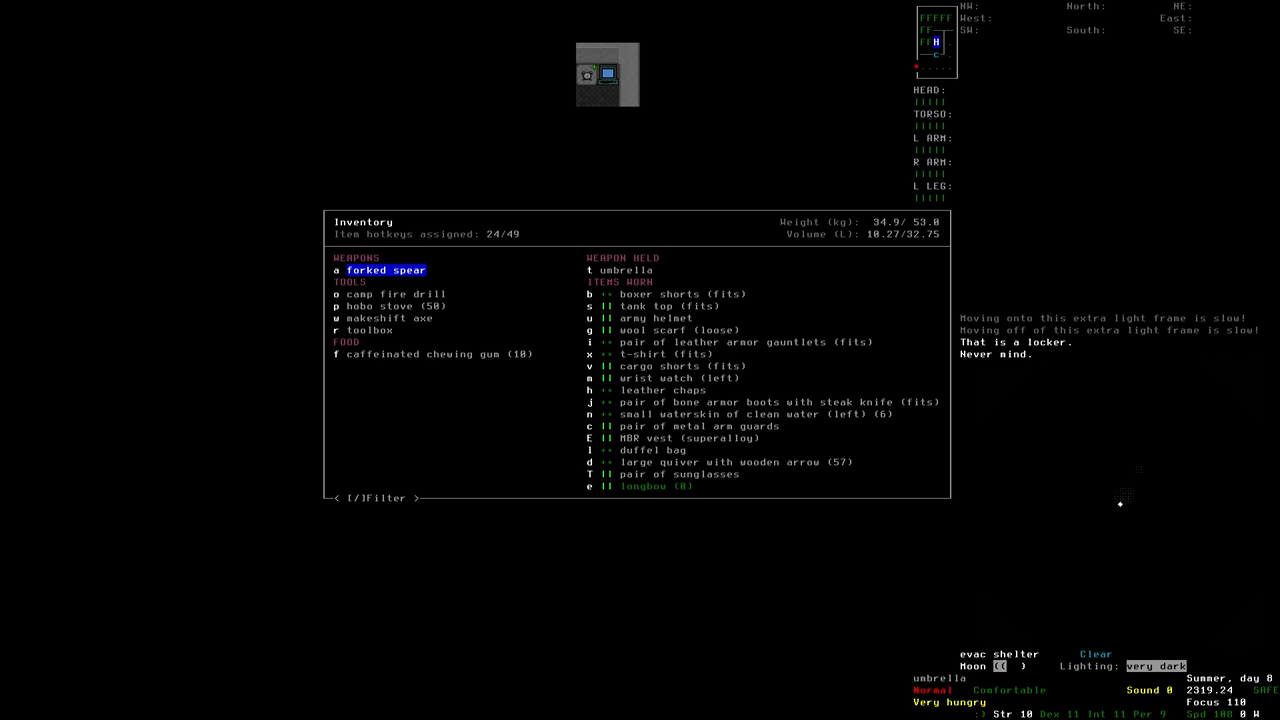 NW: North: NE:
West: East:
SW: South: SE:
FFFFF
FF
FFH
c
HEAD:
|||||
TORSO:
|||||
L ARM:
|||||
R ARM:
|||||
L LEG:
|||||
Inventory Weight (kg): 34.9/ 53.0
Item hotkeys assigned: 24/49 Volume (L): 10.27/32.75
WEAPONS
a forked spear
TOOLS
o camp fire drill
p hobo stove (50)
w makeshift axe
r toolbox
FOOD
f caffeinated chewing gum (10)
< [/]Filter >
WEAPON HELD
t umbrella
ITEMS WORN
b ++ boxer shorts (fits)
s || tank top (fits)
u || army helmet
g || wool scarf (loose)
i ++ pair of leather armor gauntlets (fits)
x ++ t-shirt (fits)
v || cargo shorts (fits)
m || wrist watch (left)
h ++ leather chaps
j ++ pair of bone armor boots with steak knife (fits)
n ++ small waterskin of clean water (left) (6)
c || pair of metal arm guards
E || MBR vest (superalloy)
l ++ duffel bag
d ++ large quiver with wooden arrow (57)
T || pair of sunglasses
e || longbow (0)
Moving onto this extra light frame is slow!
Moving off of this extra light frame is slow!
That is a locker.
Never mind.
evac shelter Clear
Moon (( ) Lighting: very dark
umbrella Summer, day 8
Normal Comfortable Sound 0 2319.24 SAFE
Very hungry Focus 110
:) Str 10 Dex 11 Int 11 Per 9 Spd 108 0 W